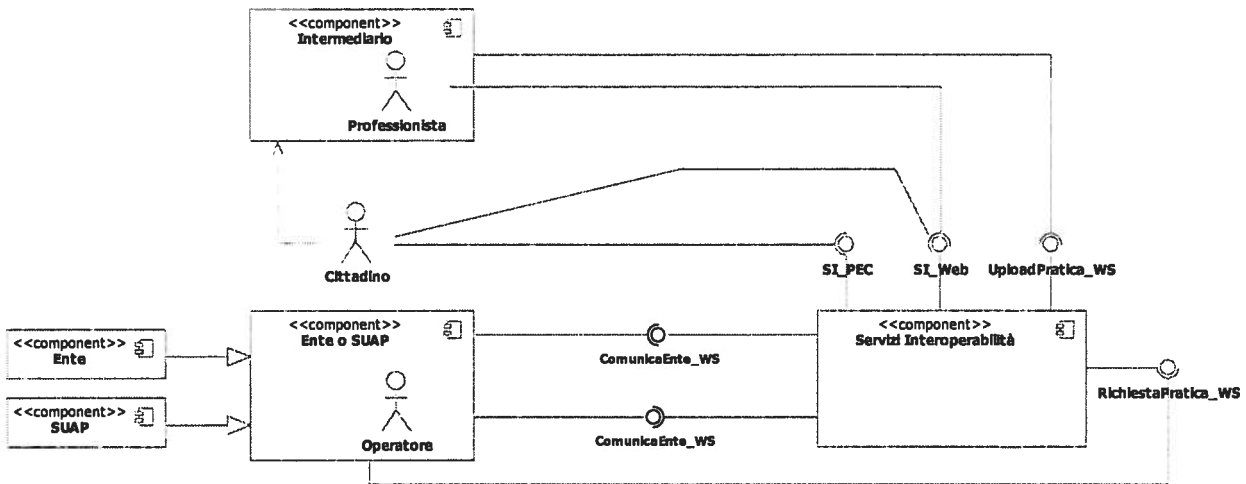 <<component>>
Intermediario
Professionista
Cittadino
SI_PEC
SI_Web
UploadPratica_WS
<<component>>
Ente
<<component>>
SUAP
<<component>>
Ente o SUAP
Operatore
ComunicaEnte_WS
ComunicaEnte_WS
<<component>>
Servizi Interoperabilità
RichiestaPratica_WS